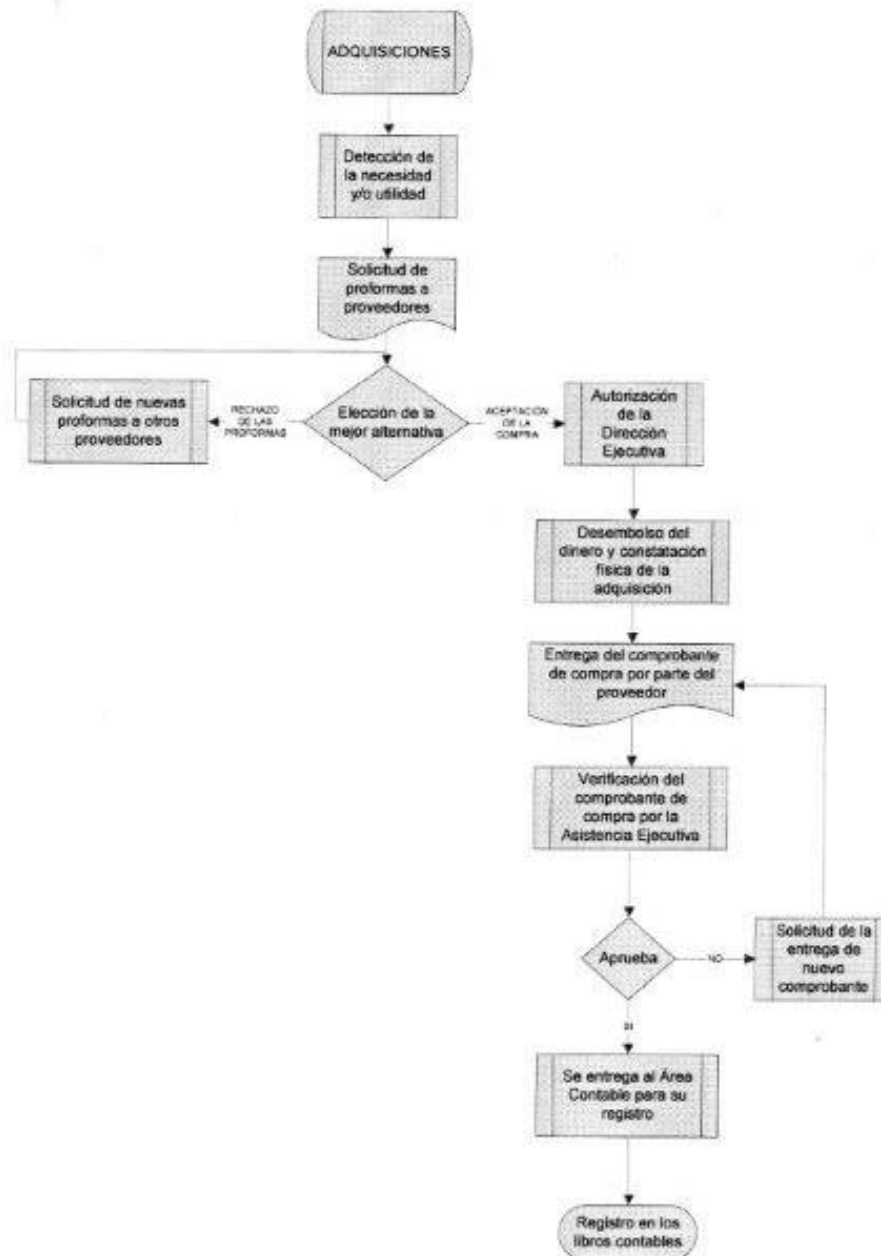 ADQUISICIONES
Detección de
la necesidad
y/o utilidad
Solicitud de
proformas a
proveedores
Solicitud de nuevas
proformas a otros
proveedores
RECHAZO
DE LAS
PROFORMAS
Elección de la
mejor alternativa
ACEPTACIÓN
DE LA
COMPRA
Autorización
de la
Dirección
Ejecutiva
Desembolso del
dinero y constatación
física de la
adquisición
Entrega del comprobante
de compra por parte del
proveedor
Verificación del
comprobante de
compra por la
Asistencia Ejecutiva
Aprueba
NO
Solicitud de la
entrega de
nuevo
comprobante
SI
Se entrega al Área
Contable para su
registro
Registro en los
libros contables